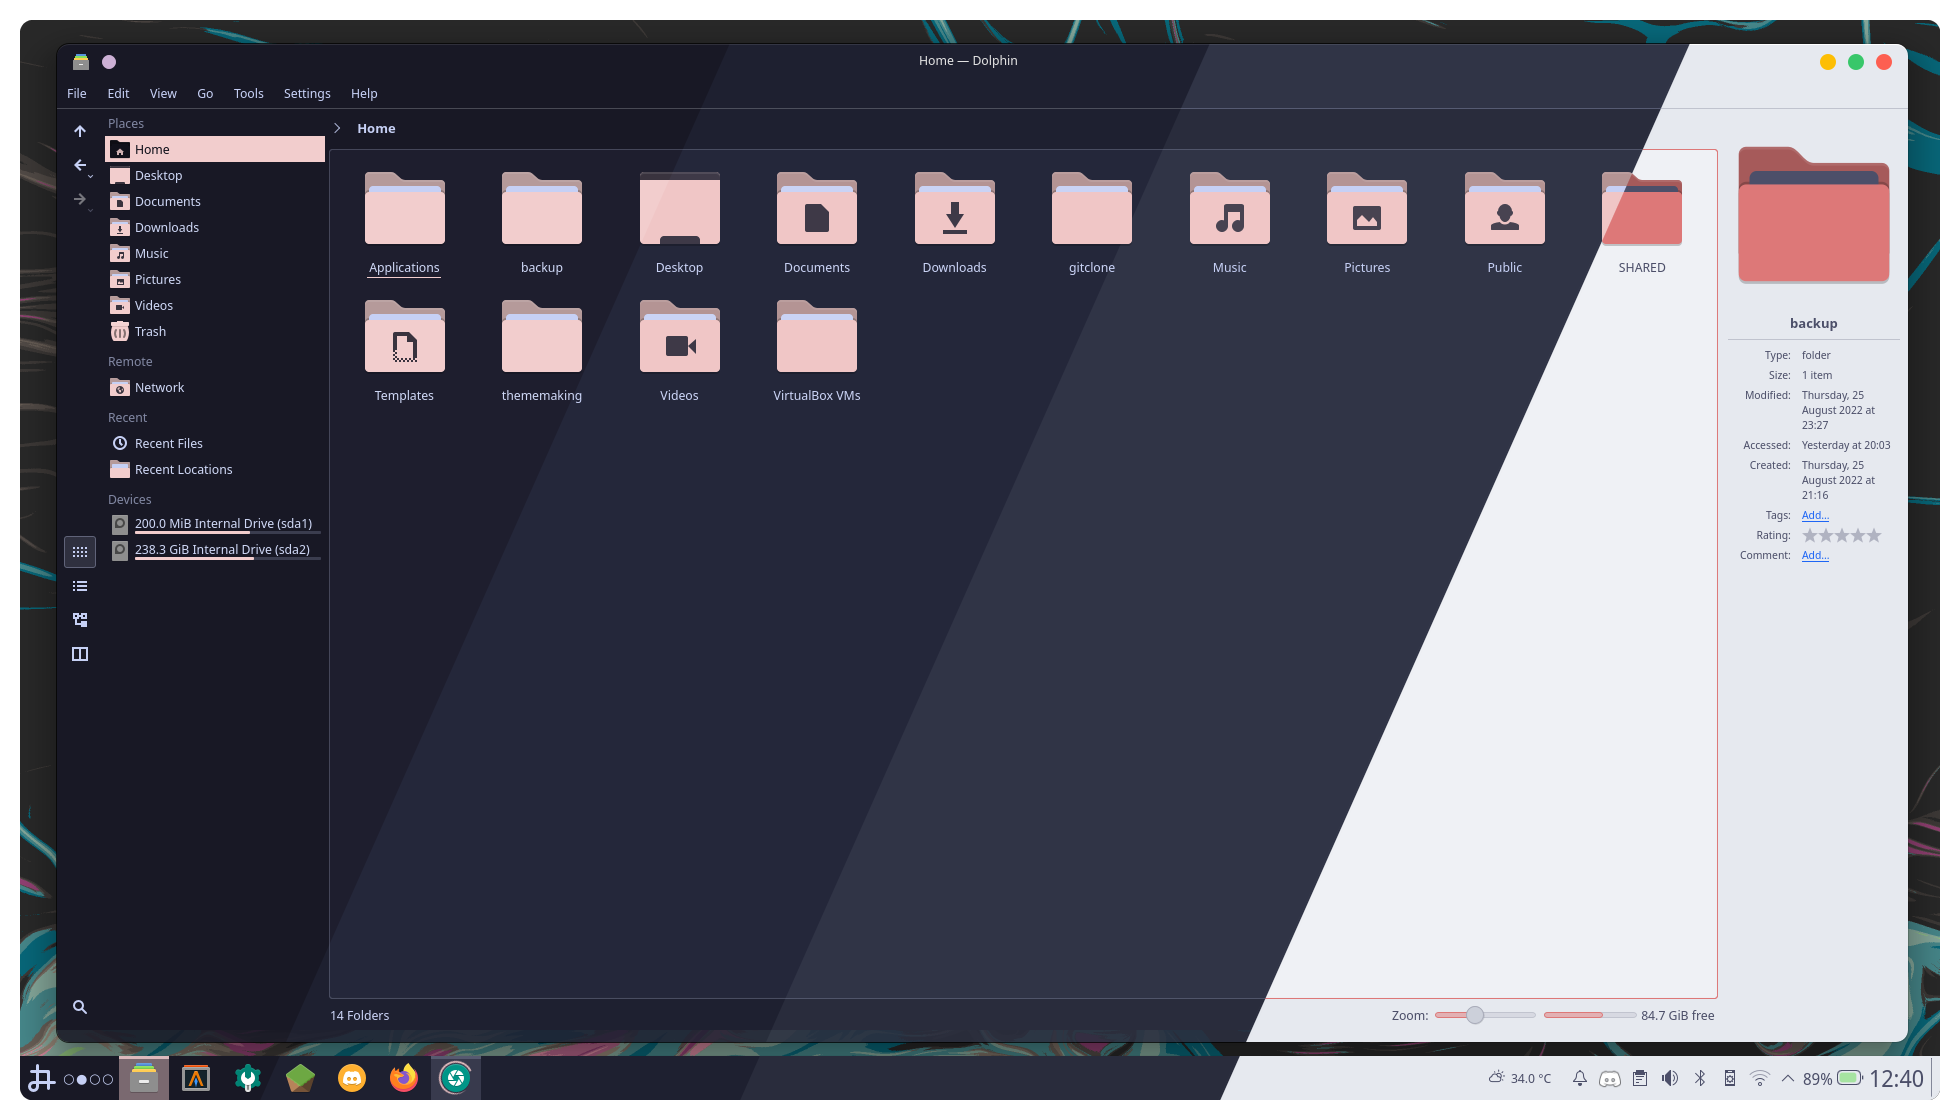 Home — Dolphin
File Edit View Go Tools Settings Help
Places
Home
Desktop
Documents
Downloads
Music
Pictures
Videos
Trash
Remote
Network
Recent
Recent Files
Recent Locations
Devices
200.0 MiB Internal Drive (sda1)
238.3 GiB Internal Drive (sda2)
Home
Applications backup Desktop Documents Downloads gitclone Music Pictures Public SHARED
Templates thememaking Videos VirtualBox VMs
backup
Type: folder
Size: 1 item
Modified: Thursday, 25
August 2022 at
23:27
Accessed: Yesterday at 20:03
Created: Thursday, 25
August 2022 at
21:16
Tags: Add...
Rating:
Comment: Add...
14 Folders
Zoom: 84.7 GiB free
34.0 °C 89% 12:40